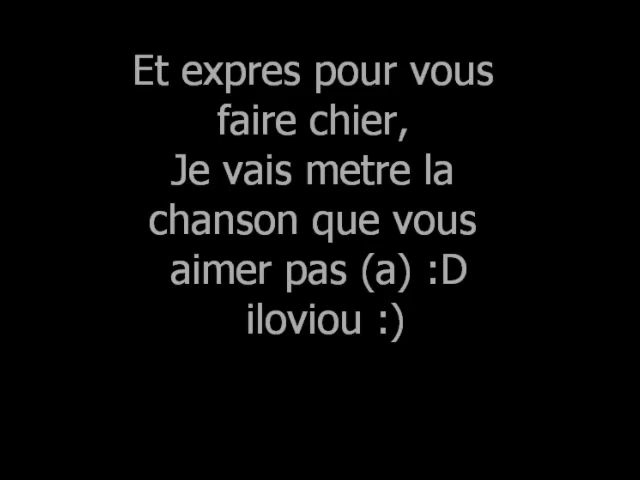 Et expres pour vous
faire chier,
Je vais metre la
chanson que vous
aimer pas (a) :D
iloviou :)